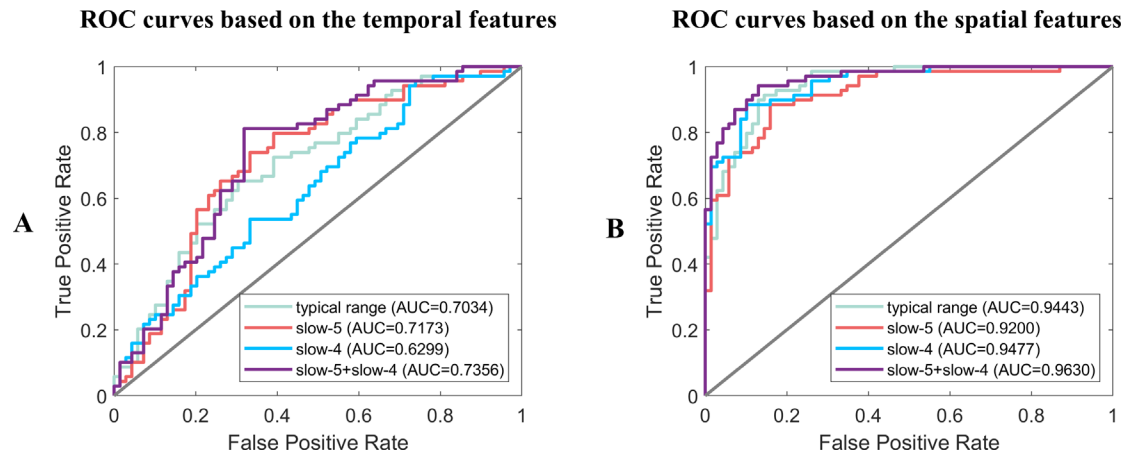 ROC curves based on the temporal features
A
True Positive Rate
1
0.8
0.6
0.4
0.2
0
typical range (AUC=0.7034)
slow-5 (AUC=0.7173)
slow-4 (AUC=0.6299)
slow-5+slow-4 (AUC=0.7356)
0 0.2 0.4 0.6 0.8 1
False Positive Rate
ROC curves based on the spatial features
B
True Positive Rate
1
0.8
0.6
0.4
0.2
0
typical range (AUC=0.9443)
slow-5 (AUC=0.9200)
slow-4 (AUC=0.9477)
slow-5+slow-4 (AUC=0.9630)
0 0.2 0.4 0.6 0.8 1
False Positive Rate